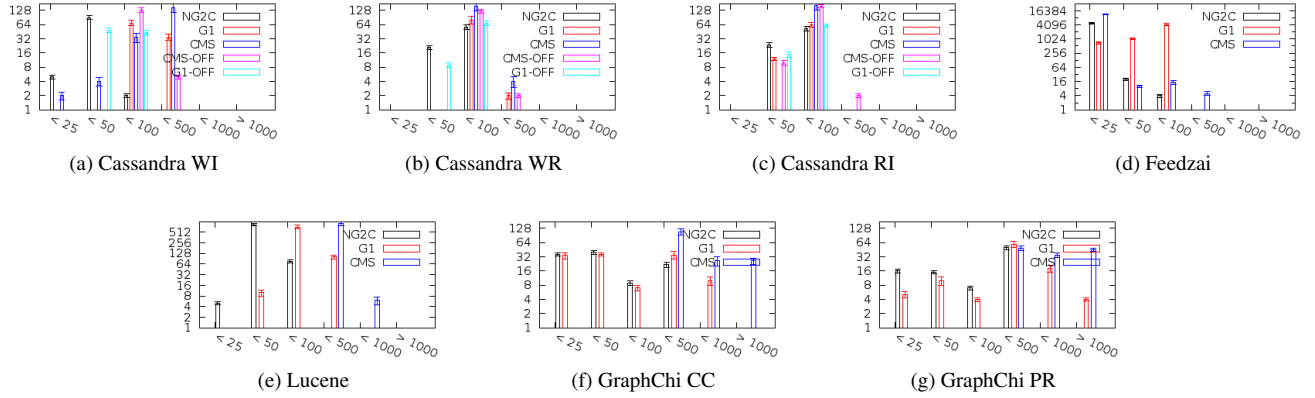 128
64
32
16
8
4
2
1
NG2C
G1
CMS
CMS-OFF
G1-OFF
< 25
< 50
< 100
< 500
< 1000
> 1000
(a) Cassandra WI
128
64
32
16
8
4
2
1
NG2C
G1
CMS
CMS-OFF
G1-OFF
< 25
< 50
< 100
< 500
< 1000
> 1000
(b) Cassandra WR
128
64
32
16
8
4
2
1
NG2C
G1
CMS
CMS-OFF
G1-OFF
< 25
< 50
< 100
< 500
< 1000
> 1000
(c) Cassandra RI
16384
4096
1024
256
64
16
4
1
NG2C
G1
CMS
< 25
< 50
< 100
< 500
< 1000
> 1000
(d) Feedzai
512
256
128
64
32
16
8
4
2
1
NG2C
G1
CMS
< 25
< 50
< 100
< 500
< 1000
> 1000
(e) Lucene
128
64
32
16
8
4
2
1
NG2C
G1
CMS
< 25
< 50
< 100
< 500
< 1000
> 1000
(f) GraphChi CC
128
64
32
16
8
4
2
1
NG2C
G1
CMS
< 25
< 50
< 100
< 500
< 1000
> 1000
(g) GraphChi PR